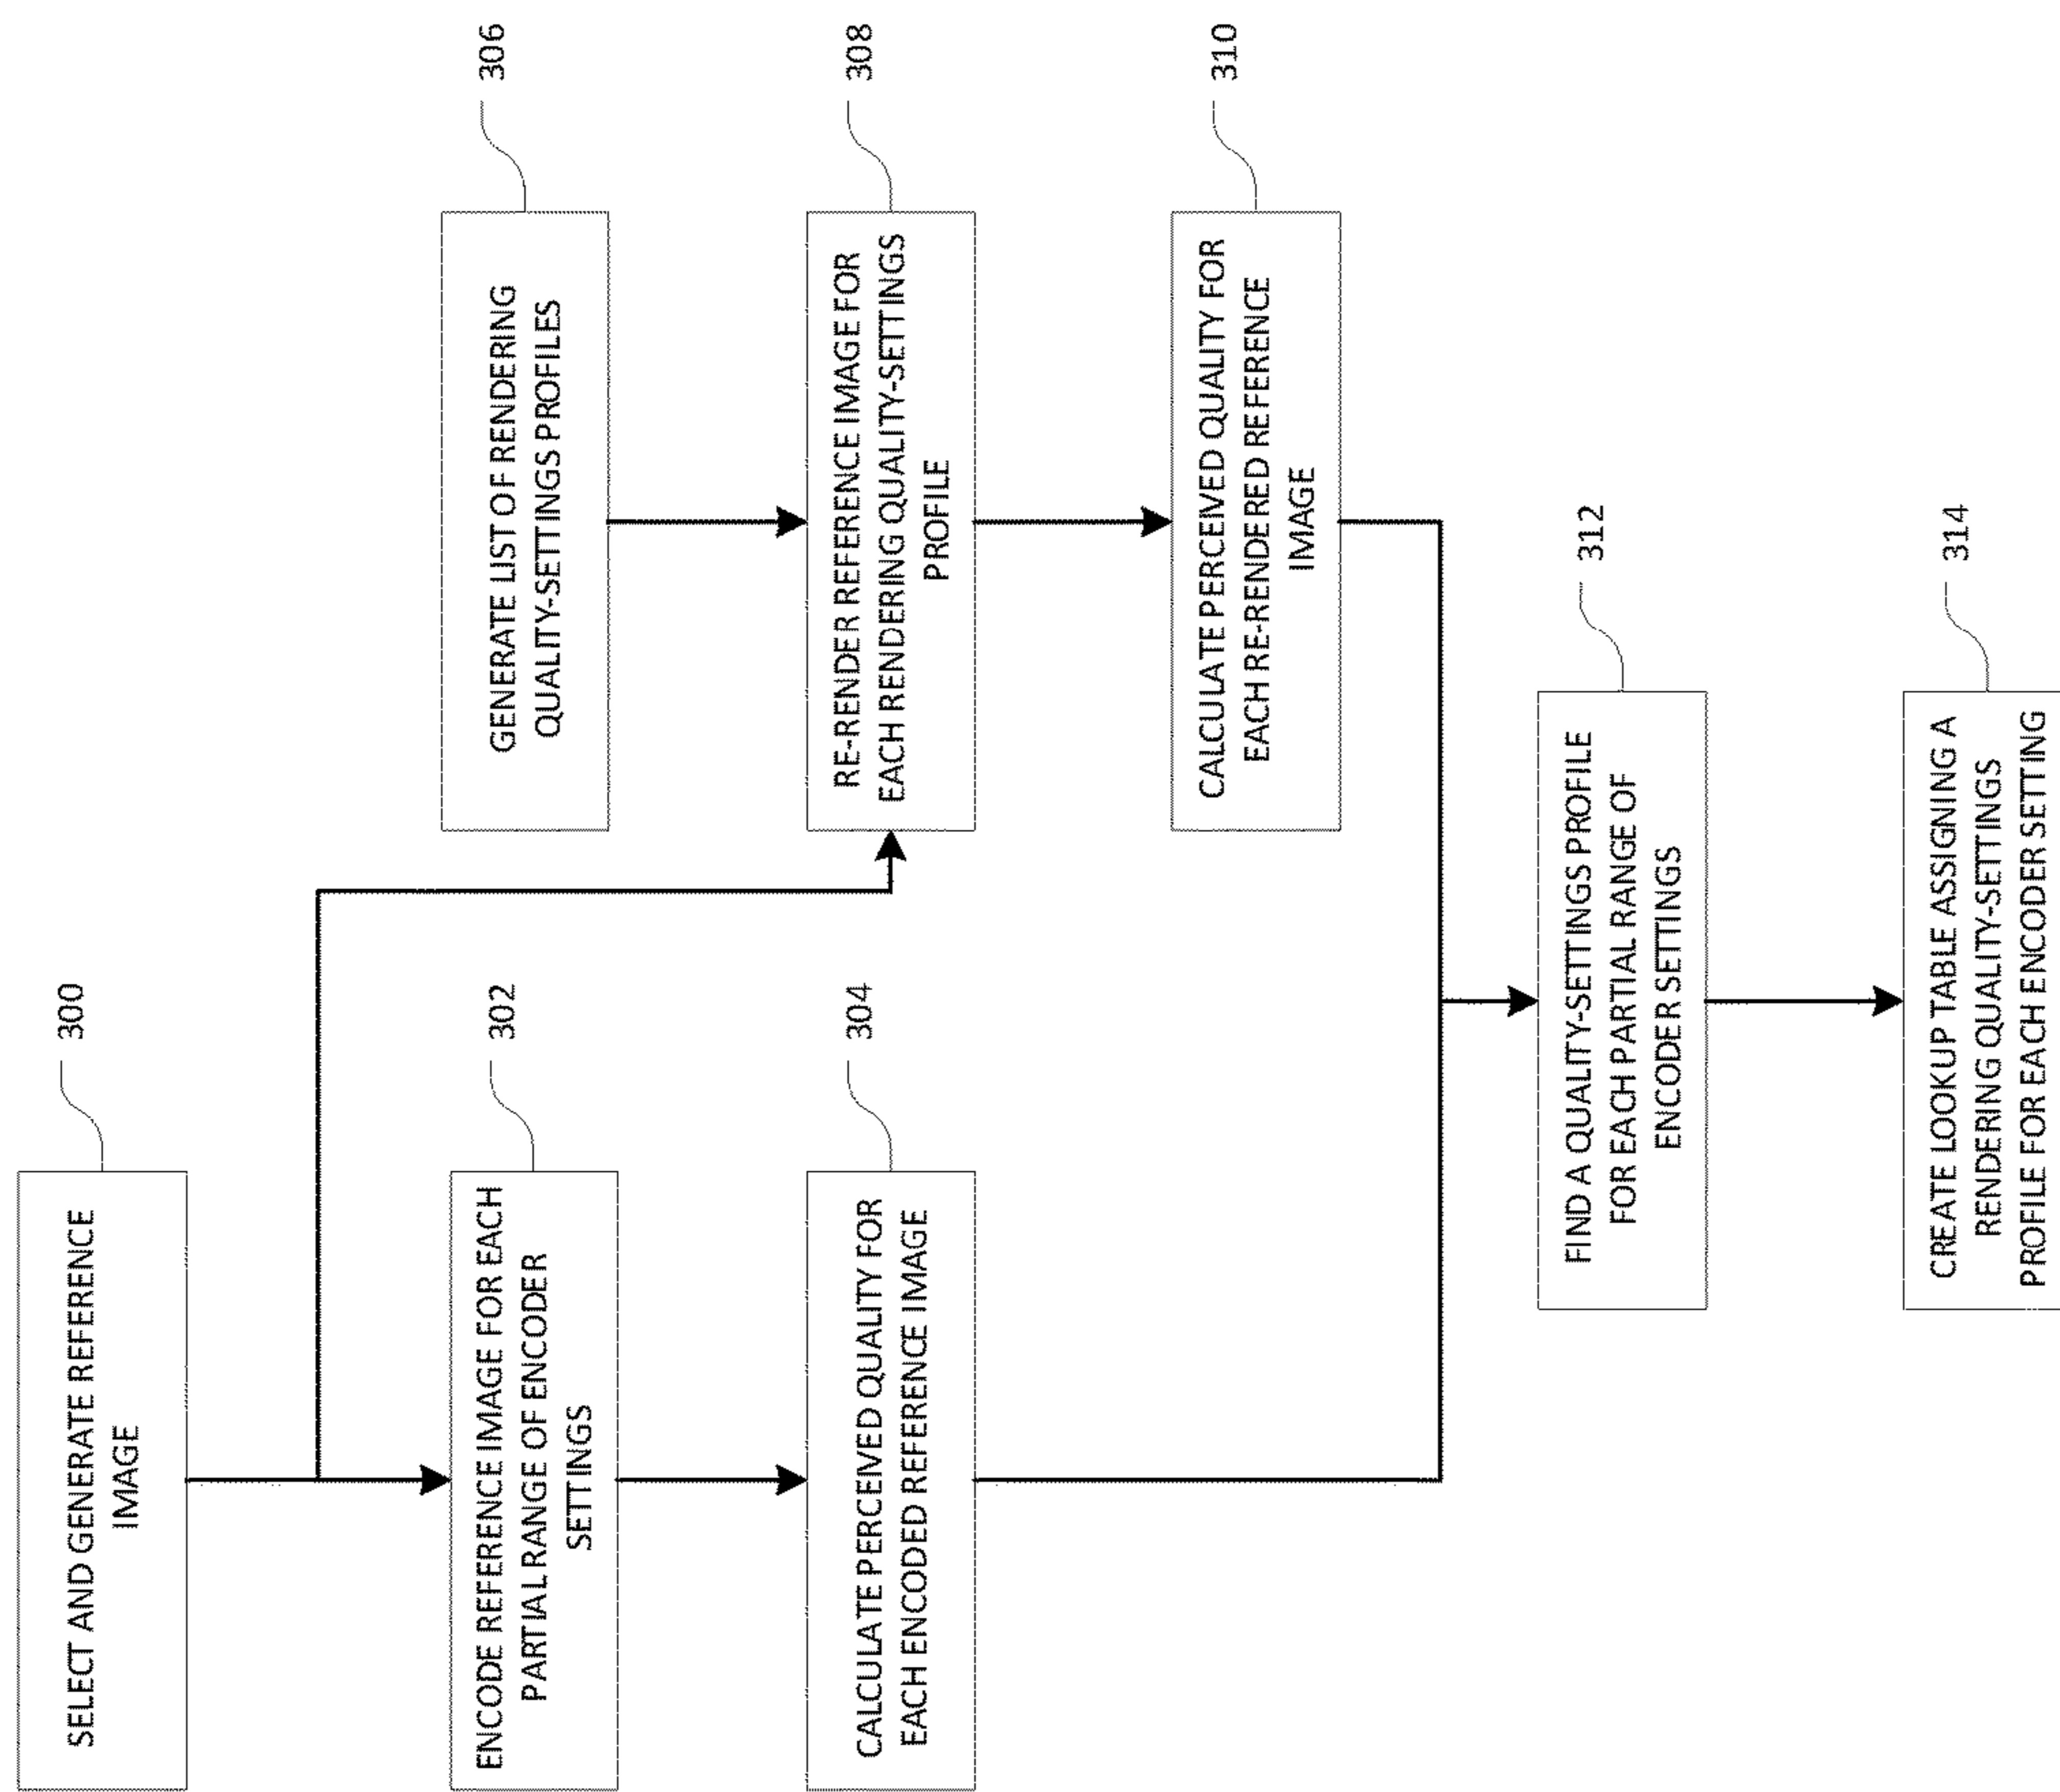 SELECT AND GENERATE REFERENCE
IMAGE
300
ENCODE REFERENCE IMAGE FOR EACH
PARTIAL RANGE OF ENCODER
SETTINGS
302
CALCULATE PERCEIVED QUALITY FOR
EACH ENCODED REFERENCE IMAGE
304
GENERATE LIST OF RENDERING
QUALITY-SETTINGS PROFILES
306
RE-RENDER REFERENCE IMAGE FOR
EACH RENDERING QUALITY-SETTINGS
PROFILE
308
CALCULATE PERCEIVED QUALITY FOR
EACH RE-RENDERED REFERENCE
IMAGE
310
FIND A QUALITY-SETTINGS PROFILE
FOR EACH PARTIAL RANGE OF
ENCODER SETTINGS
312
CREATE LOOKUP TABLE ASSIGNING A
RENDERING QUALITY-SETTINGS
PROFILE FOR EACH ENCODER SETTING
314